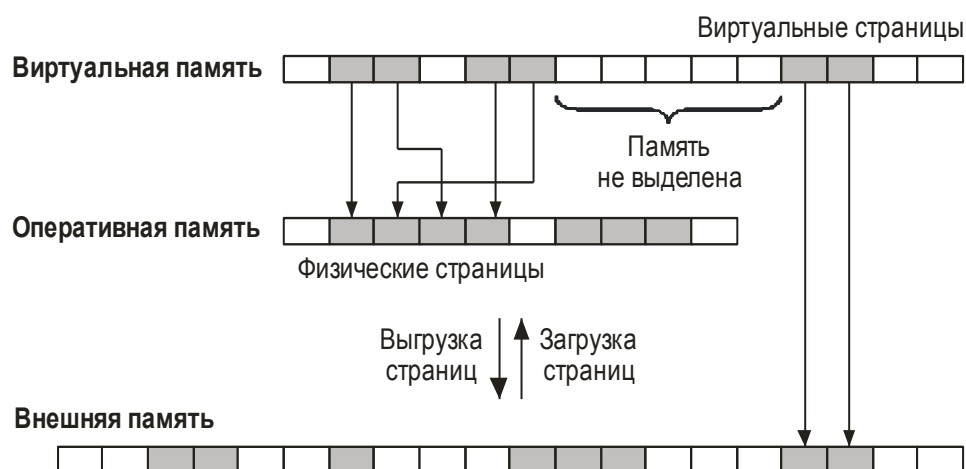 Виртуальные страницы
Виртуальная память
Память
не выделена
Оперативная память
Физические страницы
Выгрузка
страниц
Загрузка
страниц
Внешняя память